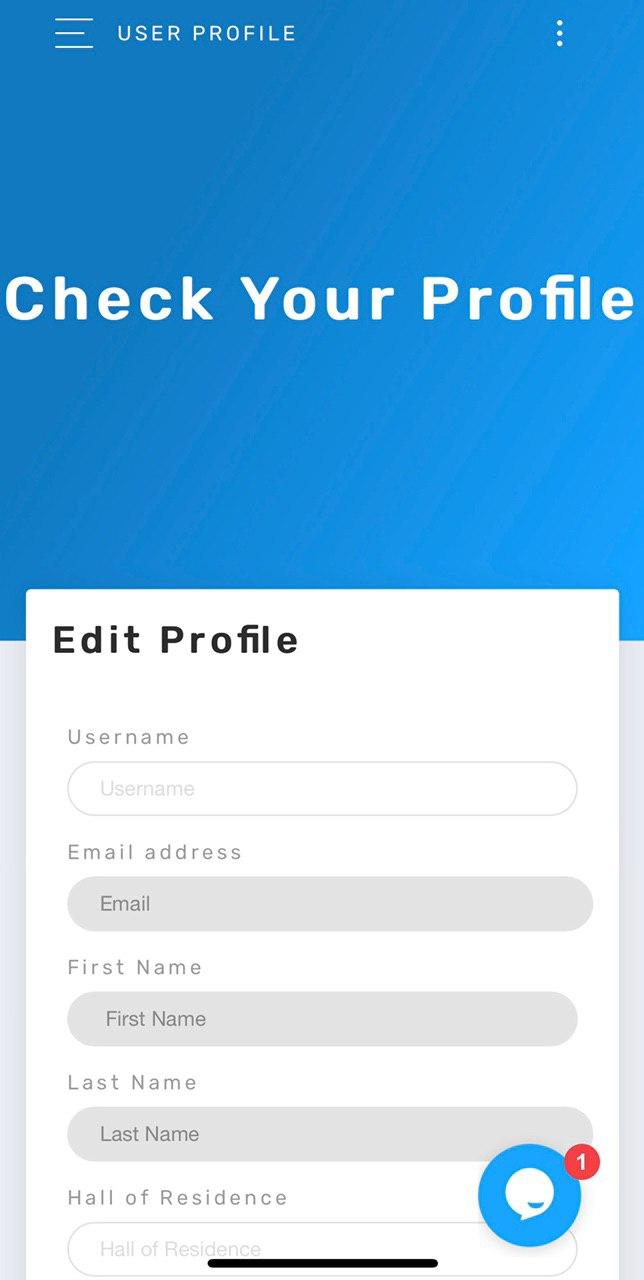 USER PROFILE
Check Your Profile
Edit Profile
Username
Username
Email address
Email
First Name
First Name
Last Name
Last Name
1
Hall of Residence
Hall of Residence